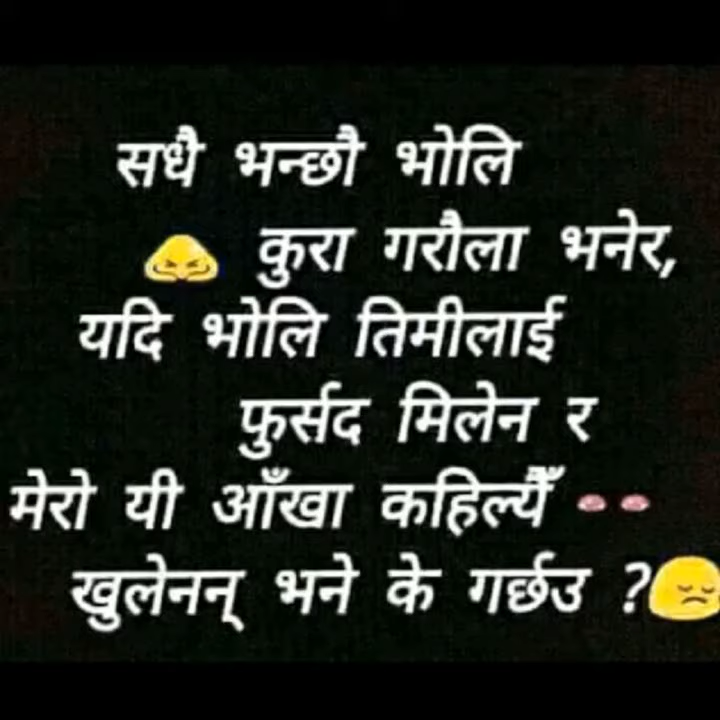 सधै भन्छौ भोलि
🙇 कुरा गरौला भनेर,
यदि भोलि तिमीलाई
फुर्सद मिलेन र
मेरो यी आँखा कहिल्यैँ
खुलेनन् भने के गर्छउ ?😔